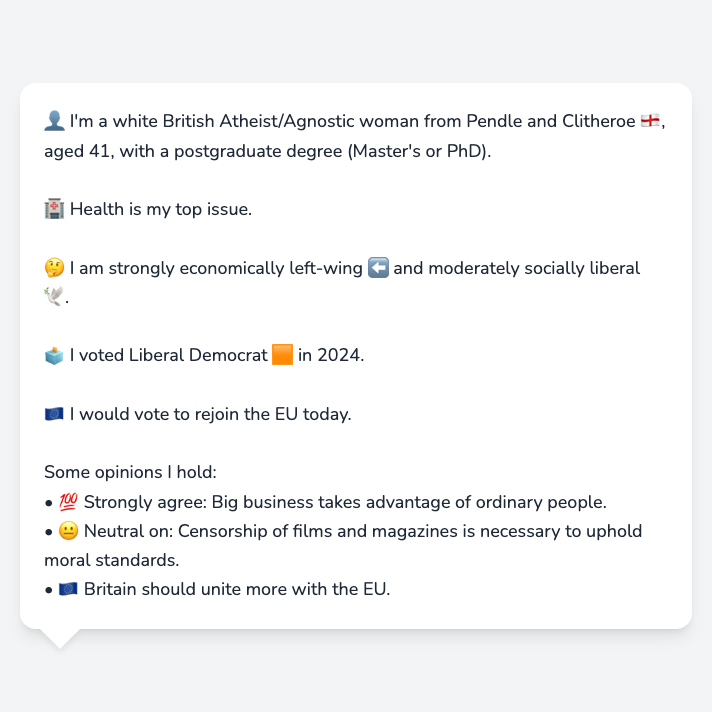 👤 I'm a white British Atheist/Agnostic woman from Pendle and Clitheroe 🏴󠁧󠁢󠁥󠁮󠁧󠁿,
aged 41, with a postgraduate degree (Master's or PhD).
🏥 Health is my top issue.
🤔 I am strongly economically left-wing ⬅️ and moderately socially liberal
🕊️.
🗳️ I voted Liberal Democrat 🟧 in 2024.
🇪🇺 I would vote to rejoin the EU today.
Some opinions I hold:
• 💯 Strongly agree: Big business takes advantage of ordinary people.
• 😐 Neutral on: Censorship of films and magazines is necessary to uphold
moral standards.
• 🇪🇺 Britain should unite more with the EU.